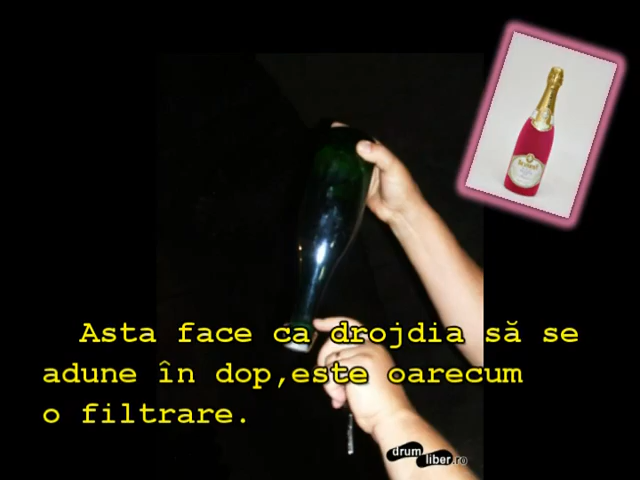 Asta face ca drojdia să se
adune în dop,este oarecum
o filtrare.
drum
liber.ro